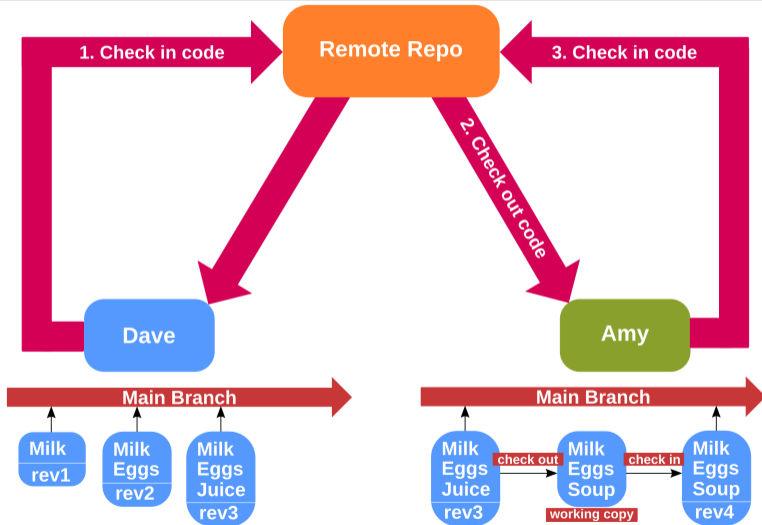 1. Check in code
Remote Repo
3. Check in code
2. Check out code
Dave
Amy
Main Branch
Milk
rev1
Milk
Eggs
rev2
Milk
Eggs
Juice
rev3
Main Branch
Milk
Eggs
Juice
rev3
check out
Milk
Eggs
Soup
working copy
check in
Milk
Eggs
Soup
rev4